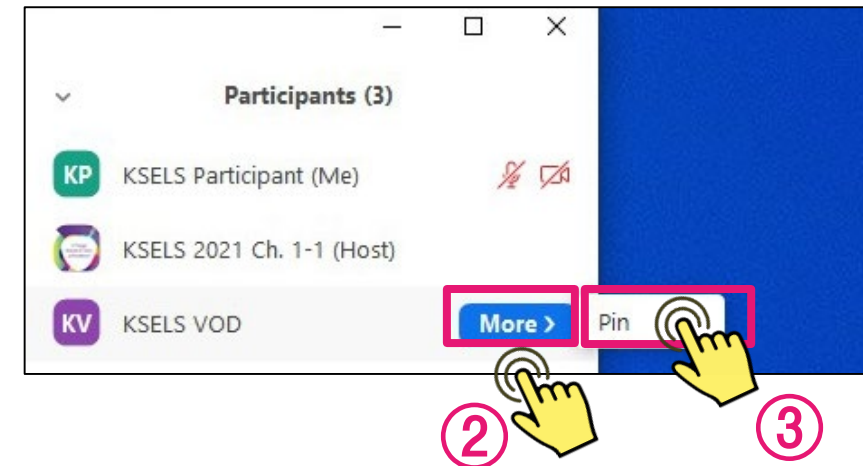 Participants (3)
KP KSELS Participant (Me)
KSELS 2021 Ch. 1-1 (Host)
KV KSELS VOD More > Pin
② ③